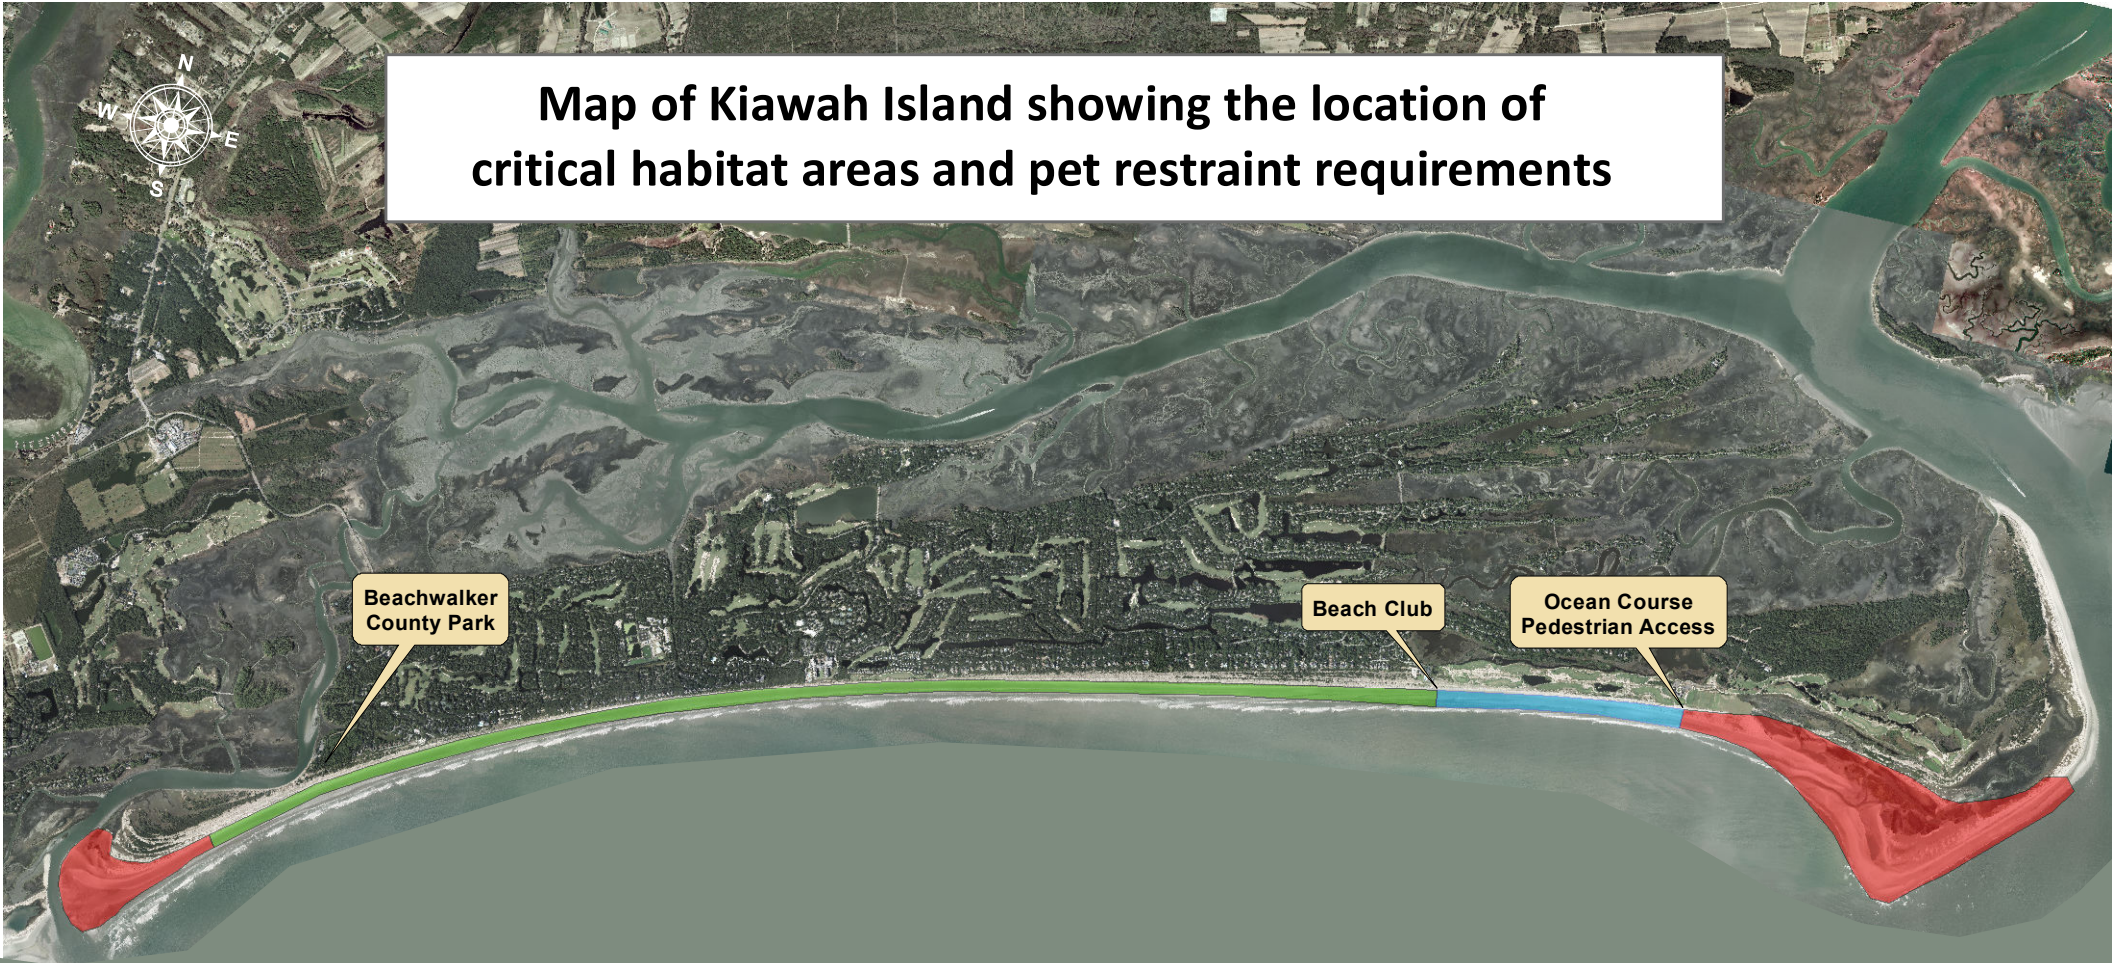 Map of Kiawah Island showing the location of
critical habitat areas and pet restraint requirements
N
W
E
S
Beachwalker
County Park
Beach Club
Ocean Course
Pedestrian Access